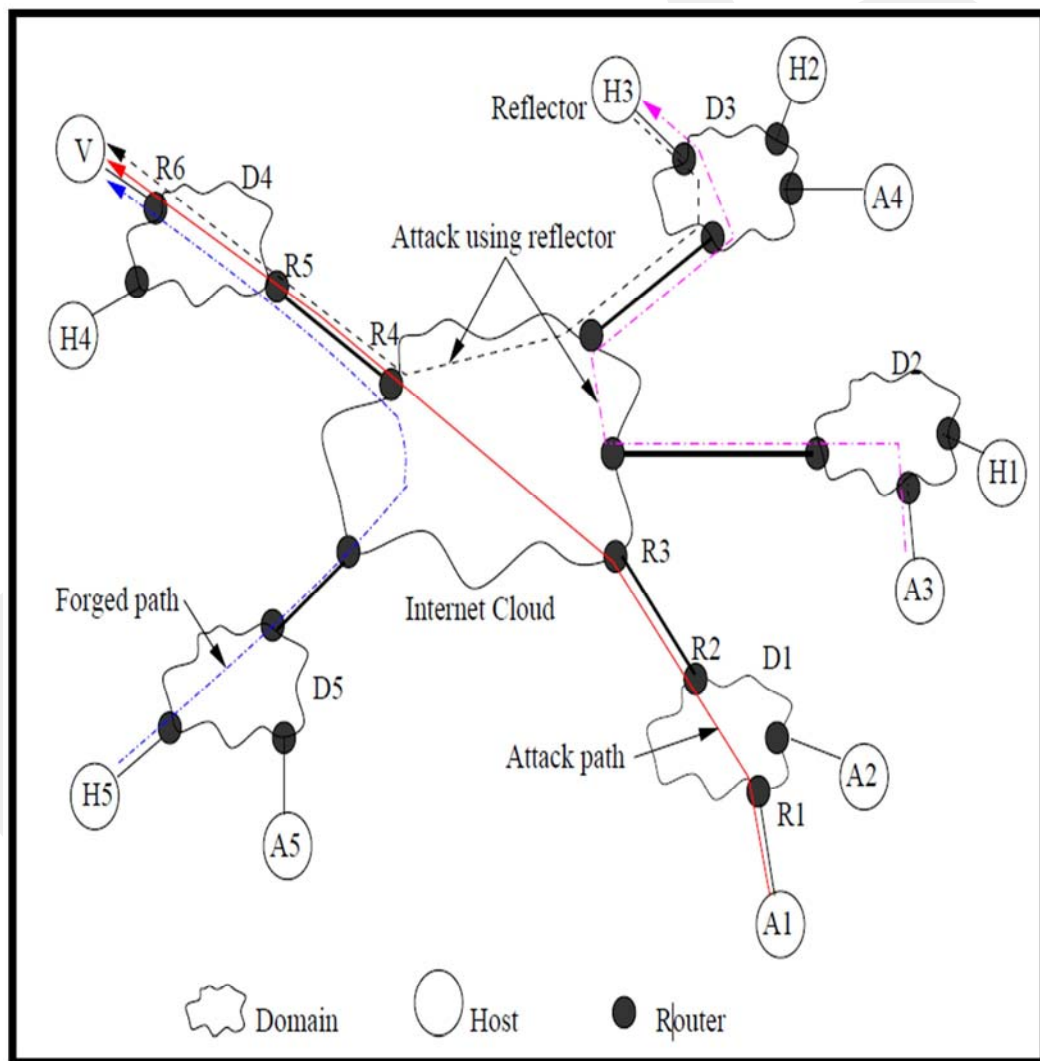 H2
H3
D3
Reflector
V
R6
D4
A4
Attack using reflector
R5
H4
R4
D2
H1
R3
A3
Forged path
Internet Cloud
R2
D1
D5
Attack path
A2
H5
R1
A5
A1
Domain
Host
Router